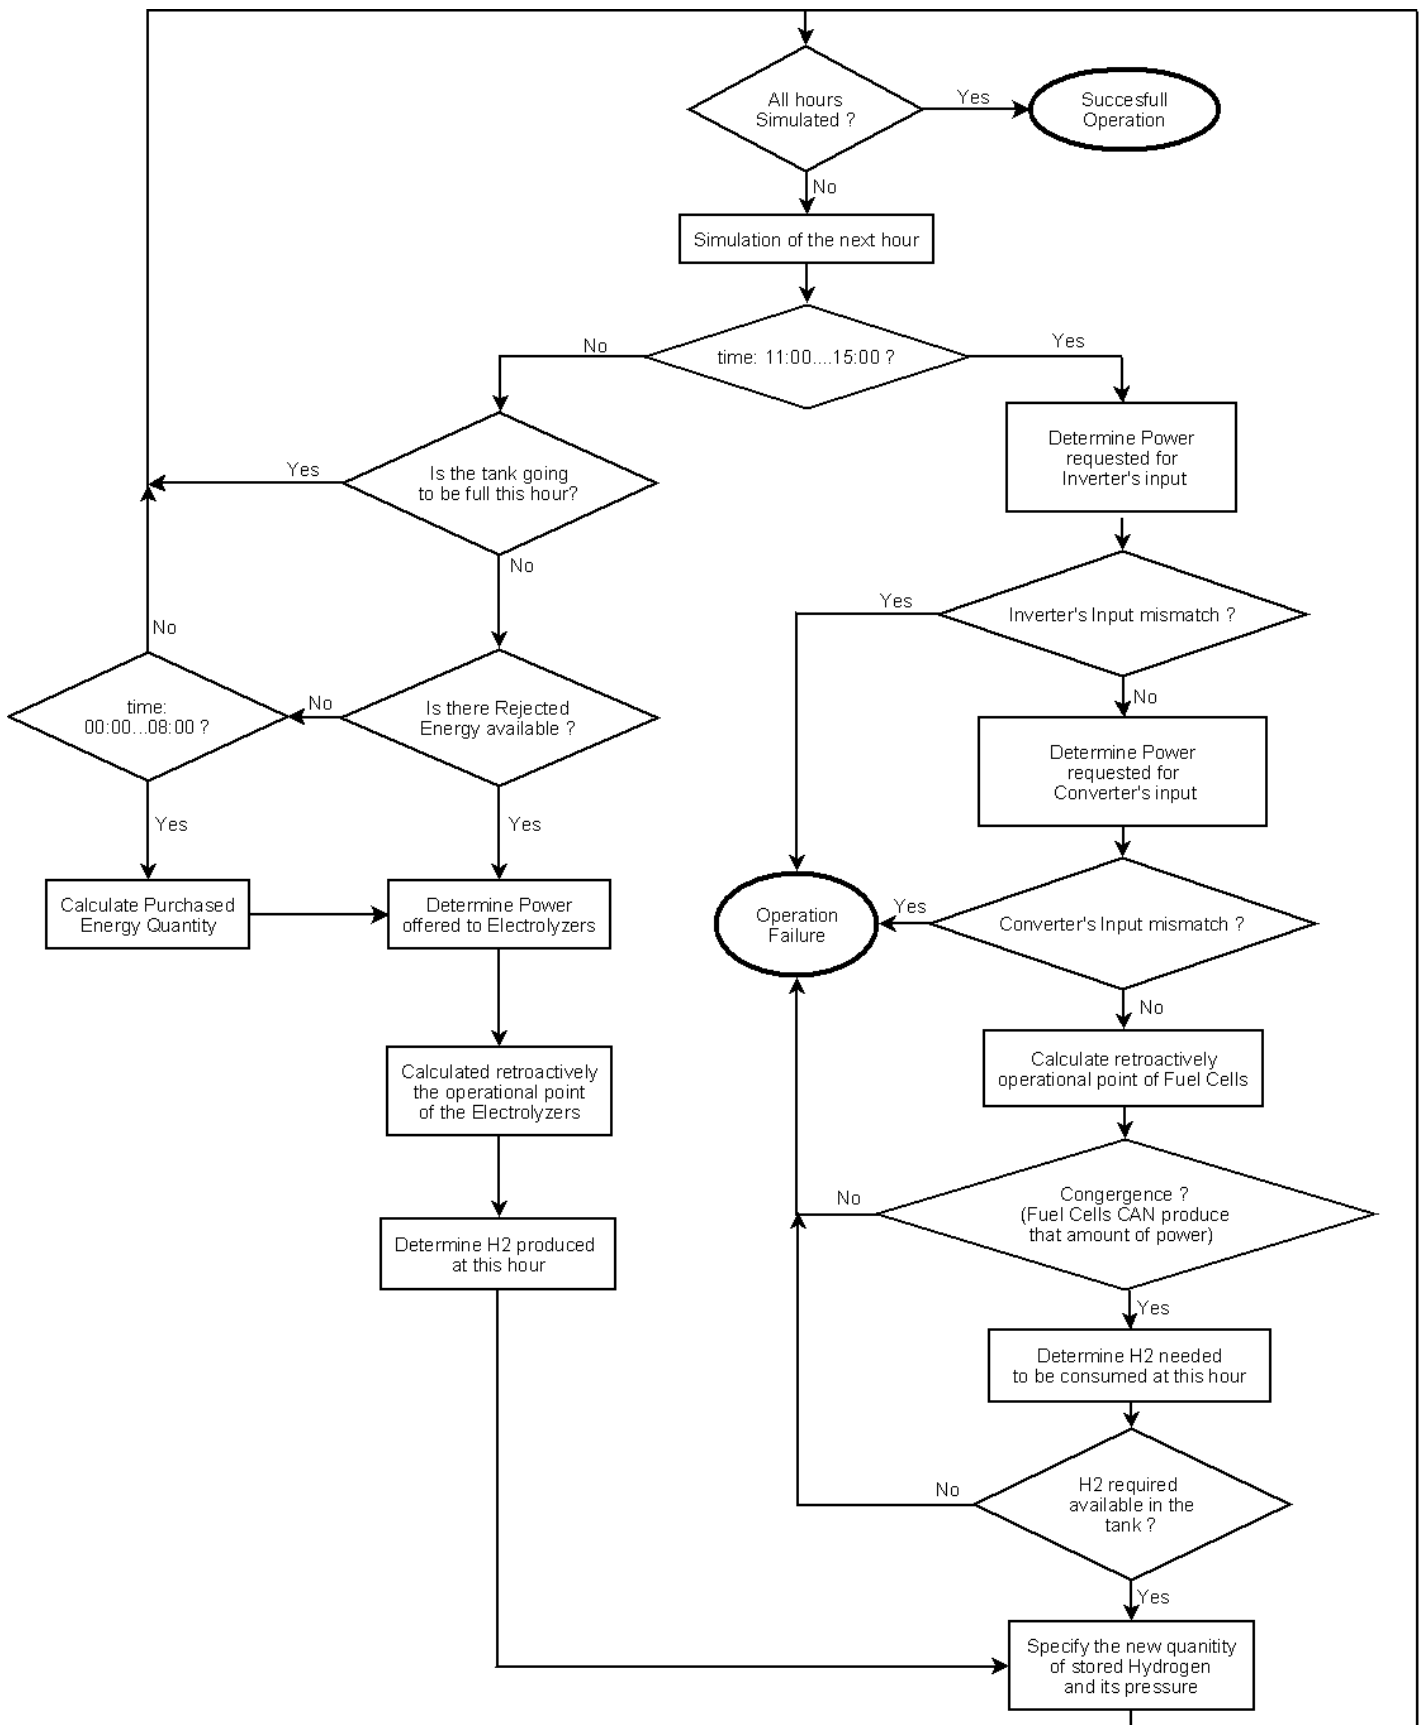 All hours
Simulated ?
Yes
Succesfull
Operation
No
Simulation of the next hour
No
time: 11:00....15:00 ?
Yes
Determine Power
requested for
Inverter's input
Yes
Is the tank going
to be full this hour?
No
Yes
Inverter's Input mismatch ?
No
No
time:
00:00...08:00 ?
No
Is there Rejected
Energy available ?
Determine Power
requested for
Converter's input
Yes
Yes
Calculate Purchased
Energy Quantity
Determine Power
offered to Electrolyzers
Operation
Failure
Yes
Converter's Input mismatch ?
No
Calculated retroactively
the operational point
of the Electrolyzers
Calculate retroactively
operational point of Fuel Cells
No
Congergence ?
(Fuel Cells CAN produce
that amount of power)
Determine H2 produced
at this hour
Yes
Determine H2 needed
to be consumed at this hour
No
H2 required
available in the
tank ?
Yes
Specify the new quanitity
of stored Hydrogen
and its pressure